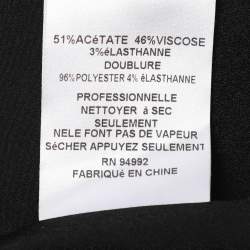 51% ACéTATE 46%VISCOSE
3%éLASTHANNE
DOUBLURE
96%POLYESTER 4%éLASTHANNE
PROFESSIONNELLE
NETTOYER à SEC
SEULEMENT
NELE FONT PAS DE VAPEUR
SéCHER APPUYEZ SEULEMENT
RN 94992
FABRIQUé EN CHINE